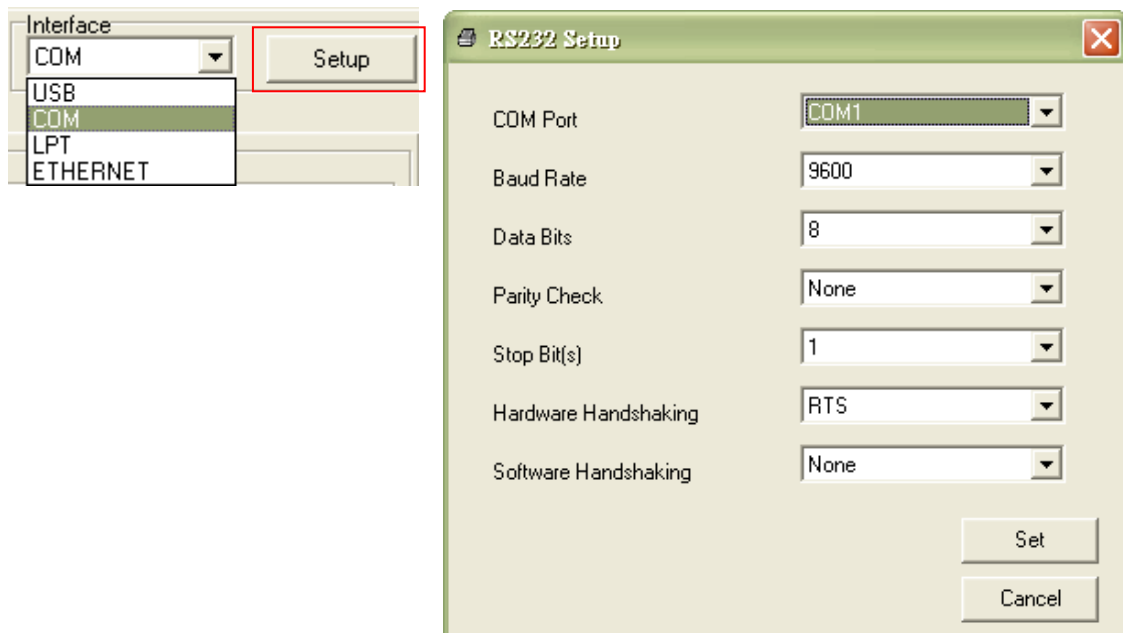 Interface
COM
Setup
USB
COM
LPT
ETHERNET
RS232 Setup
COM Port
COM1
Baud Rate
9600
Data Bits
8
Parity Check
None
Stop Bit(s)
1
Hardware Handshaking
RTS
Software Handshaking
None
Set
Cancel